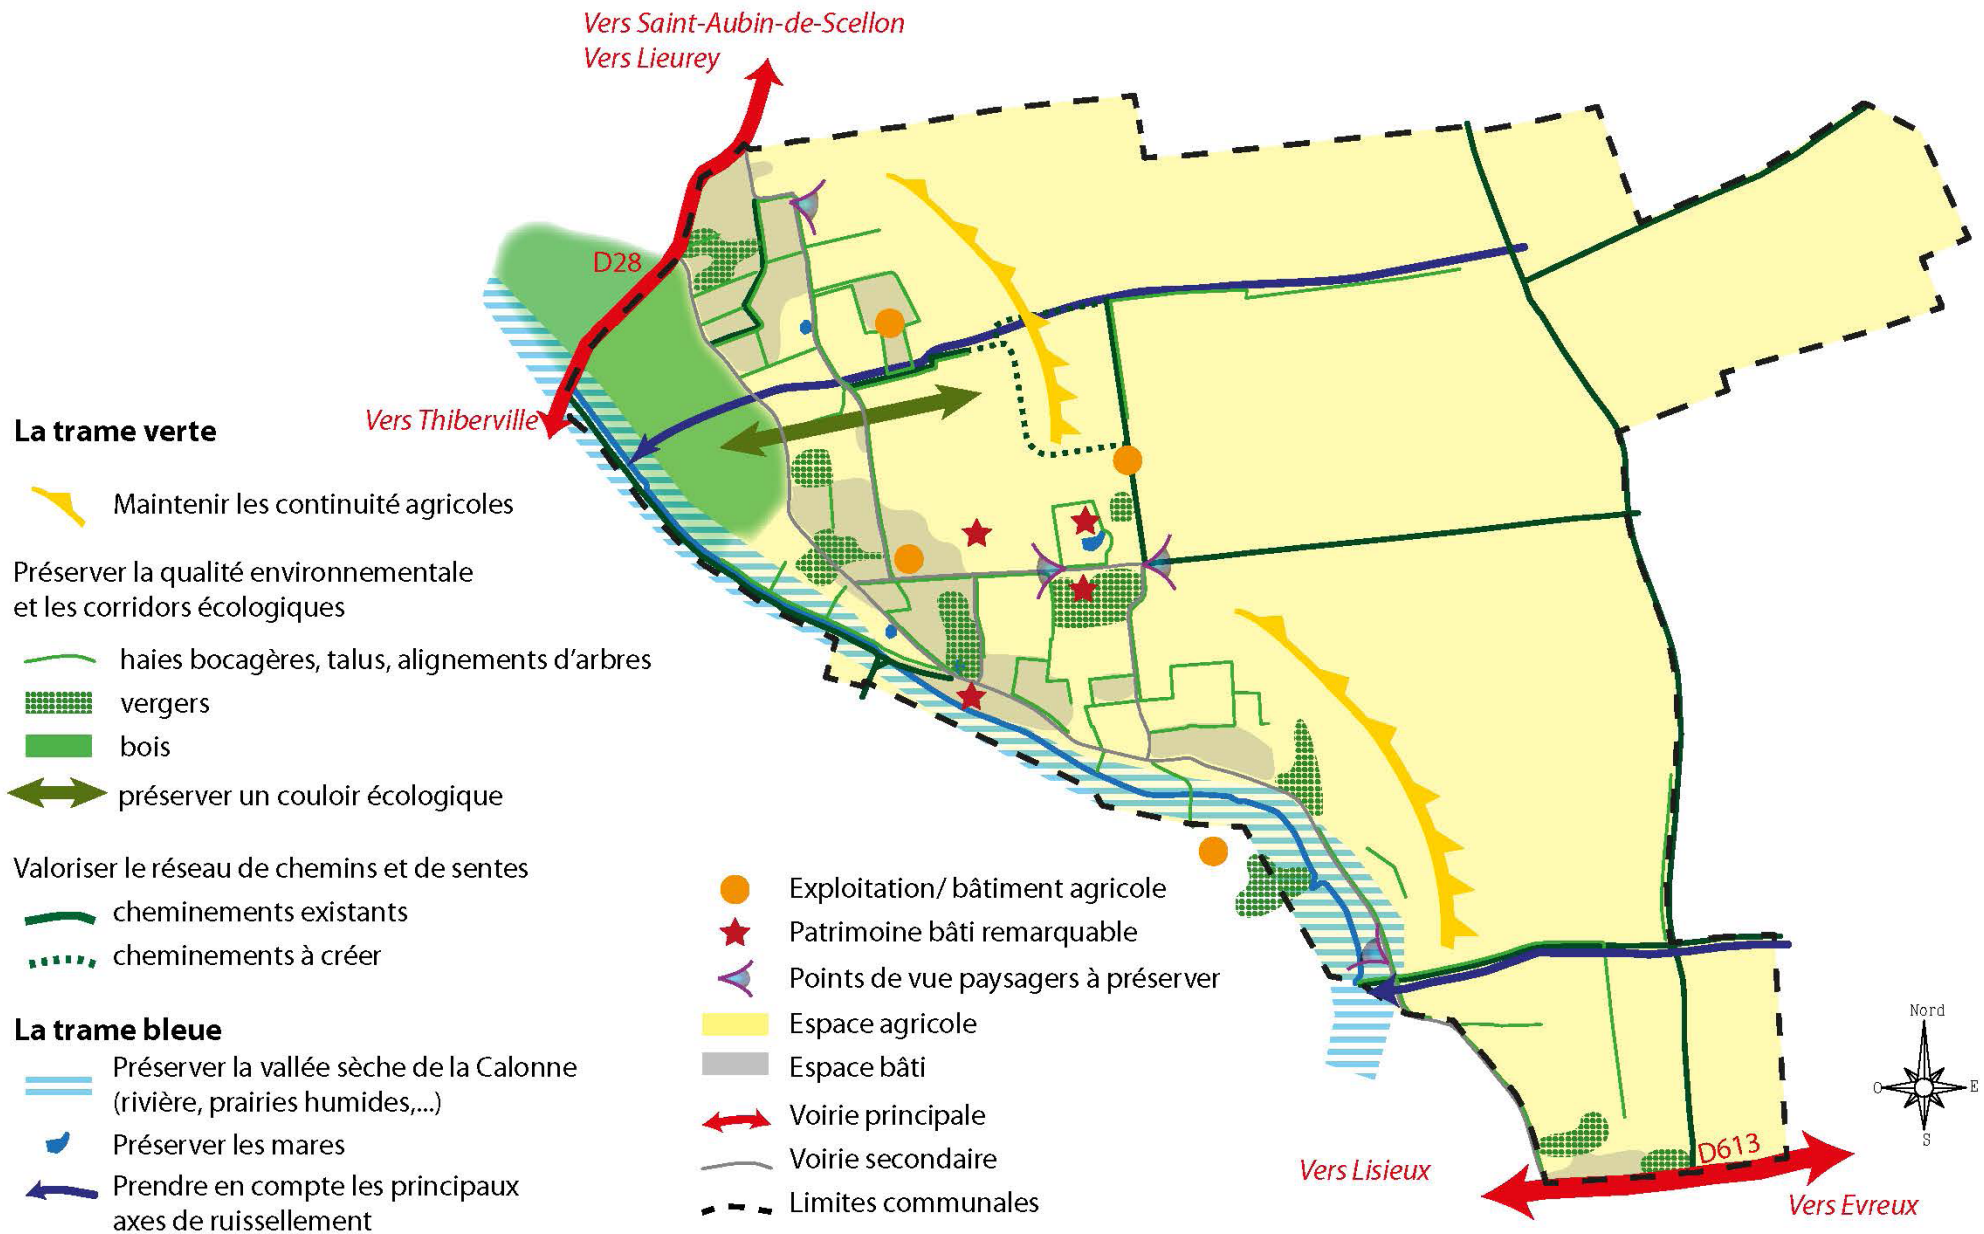 Vers Saint-Aubin-de-Scellon
Vers Lieurey
D28
Vers Thiberville
La trame verte
Maintenir les continuité agricoles
Préserver la qualité environnementale
et les corridors écologiques
haies bocagères, talus, alignements d’arbres
vergers
bois
préserver un couloir écologique
Valoriser le réseau de chemins et de sentes
cheminements existants
cheminements à créer
La trame bleue
Préserver la vallée sèche de la Calonne
(rivière, prairies humides,...)
Préserver les mares
Prendre en compte les principaux
axes de ruissellement
Exploitation/ bâtiment agricole
Patrimoine bâti remarquable
Points de vue paysagers à préserver
Espace agricole
Espace bâti
Voirie principale
Voirie secondaire
Limites communales
Nord
O
E
S
D613
Vers Lisieux
Vers Evreux